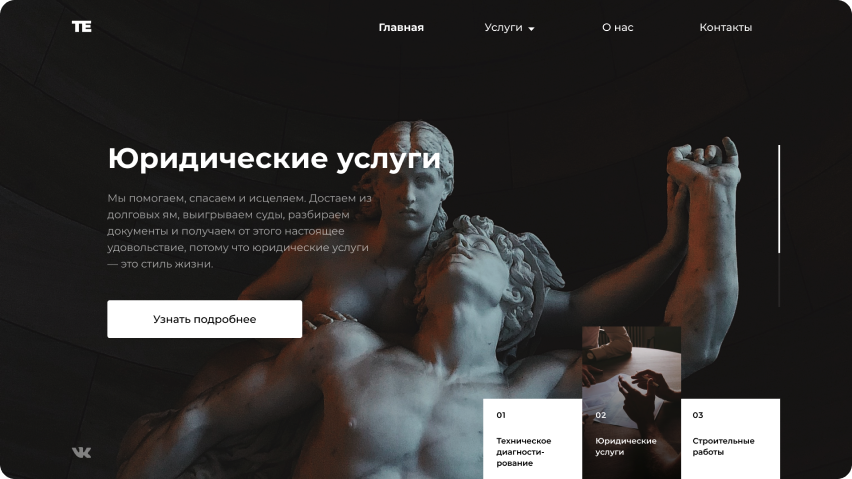 TE
Главная
Услуги
О нас
Контакты
Юридические услуги
Мы помогаем, спасаем и исцеляем. Достаем из
долговых ям, выигрываем суды, разбираем
документы и получаем от этого настоящее
удовольствие, потому что юридические услуги
— это стиль жизни.
Узнать подробнее
01
Техническое
диагности-
рование
02
Юридические
услуги
03
Строительные
работы